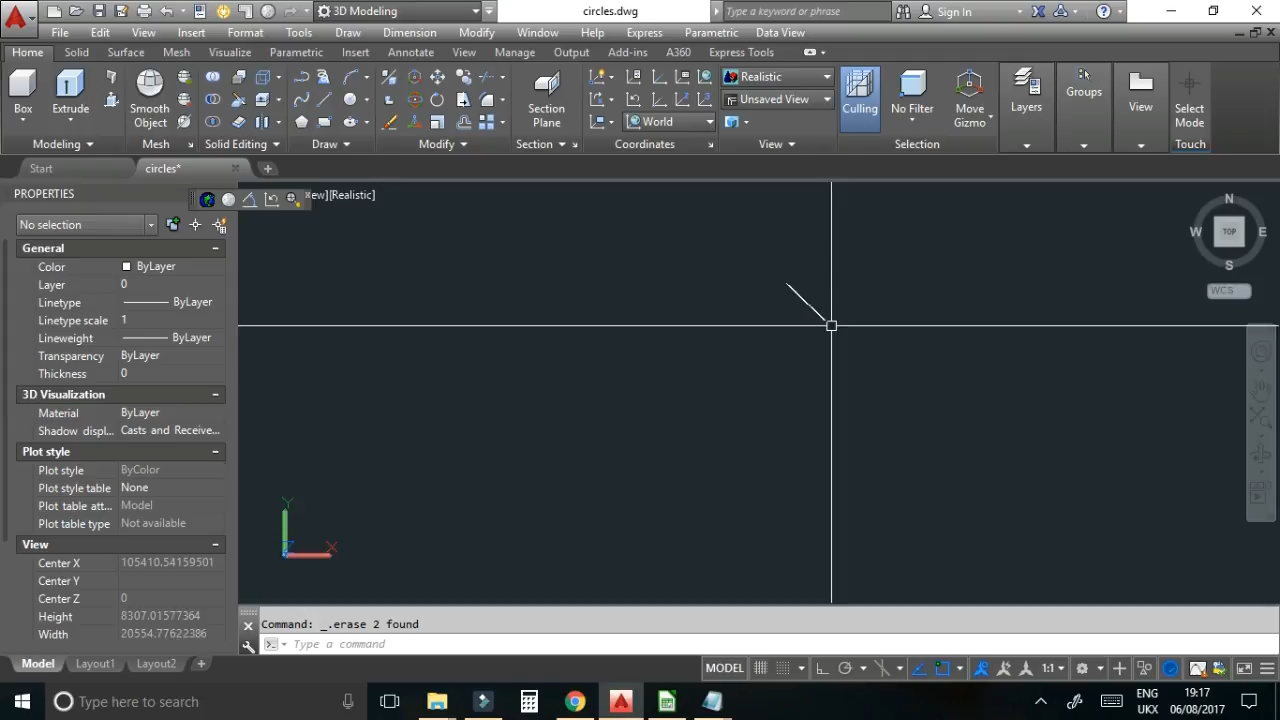 3D Modeling
circles.dwg
Type a keyword or phrase
Sign In
File Edit View Insert Format Tools Draw Dimension Modify Window Help Express Parametric Data View
Home Solid Surface Mesh Visualize Parametric Insert Annotate View Manage Output Add-ins A360 Express Tools
Box
Extrude
Smooth
Object
Section
Plane
Realistic
Unsaved View
World
Culling
No Filter
Move
Gizmo
Layers
Groups
View
Select
Mode
Modeling Mesh Solid Editing Draw Modify Section Coordinates View Selection Touch
Start circles*
PROPERTIES
ew][Realistic]
No selection
General
Color ByLayer
Layer 0
Linetype ByLayer
Linetype scale 1
Lineweight ByLayer
Transparency ByLayer
Thickness 0
3D Visualization
Material ByLayer
Shadow displ... Casts and Receive...
Plot style
Plot style ByColor
Plot style table None
Plot table att... Model
Plot table type Not available
View
Center X 105410.54159501
Center Y
Center Z 0
Height 8307.01577364
Width 20554.77622386
N
W TOP E
S
WCS
Y
X
Command: _.erase 2 found
Type a command
Model Layout1 Layout2
MODEL
1:1
Type here to search
ENG
UKX
19:17
06/08/2017